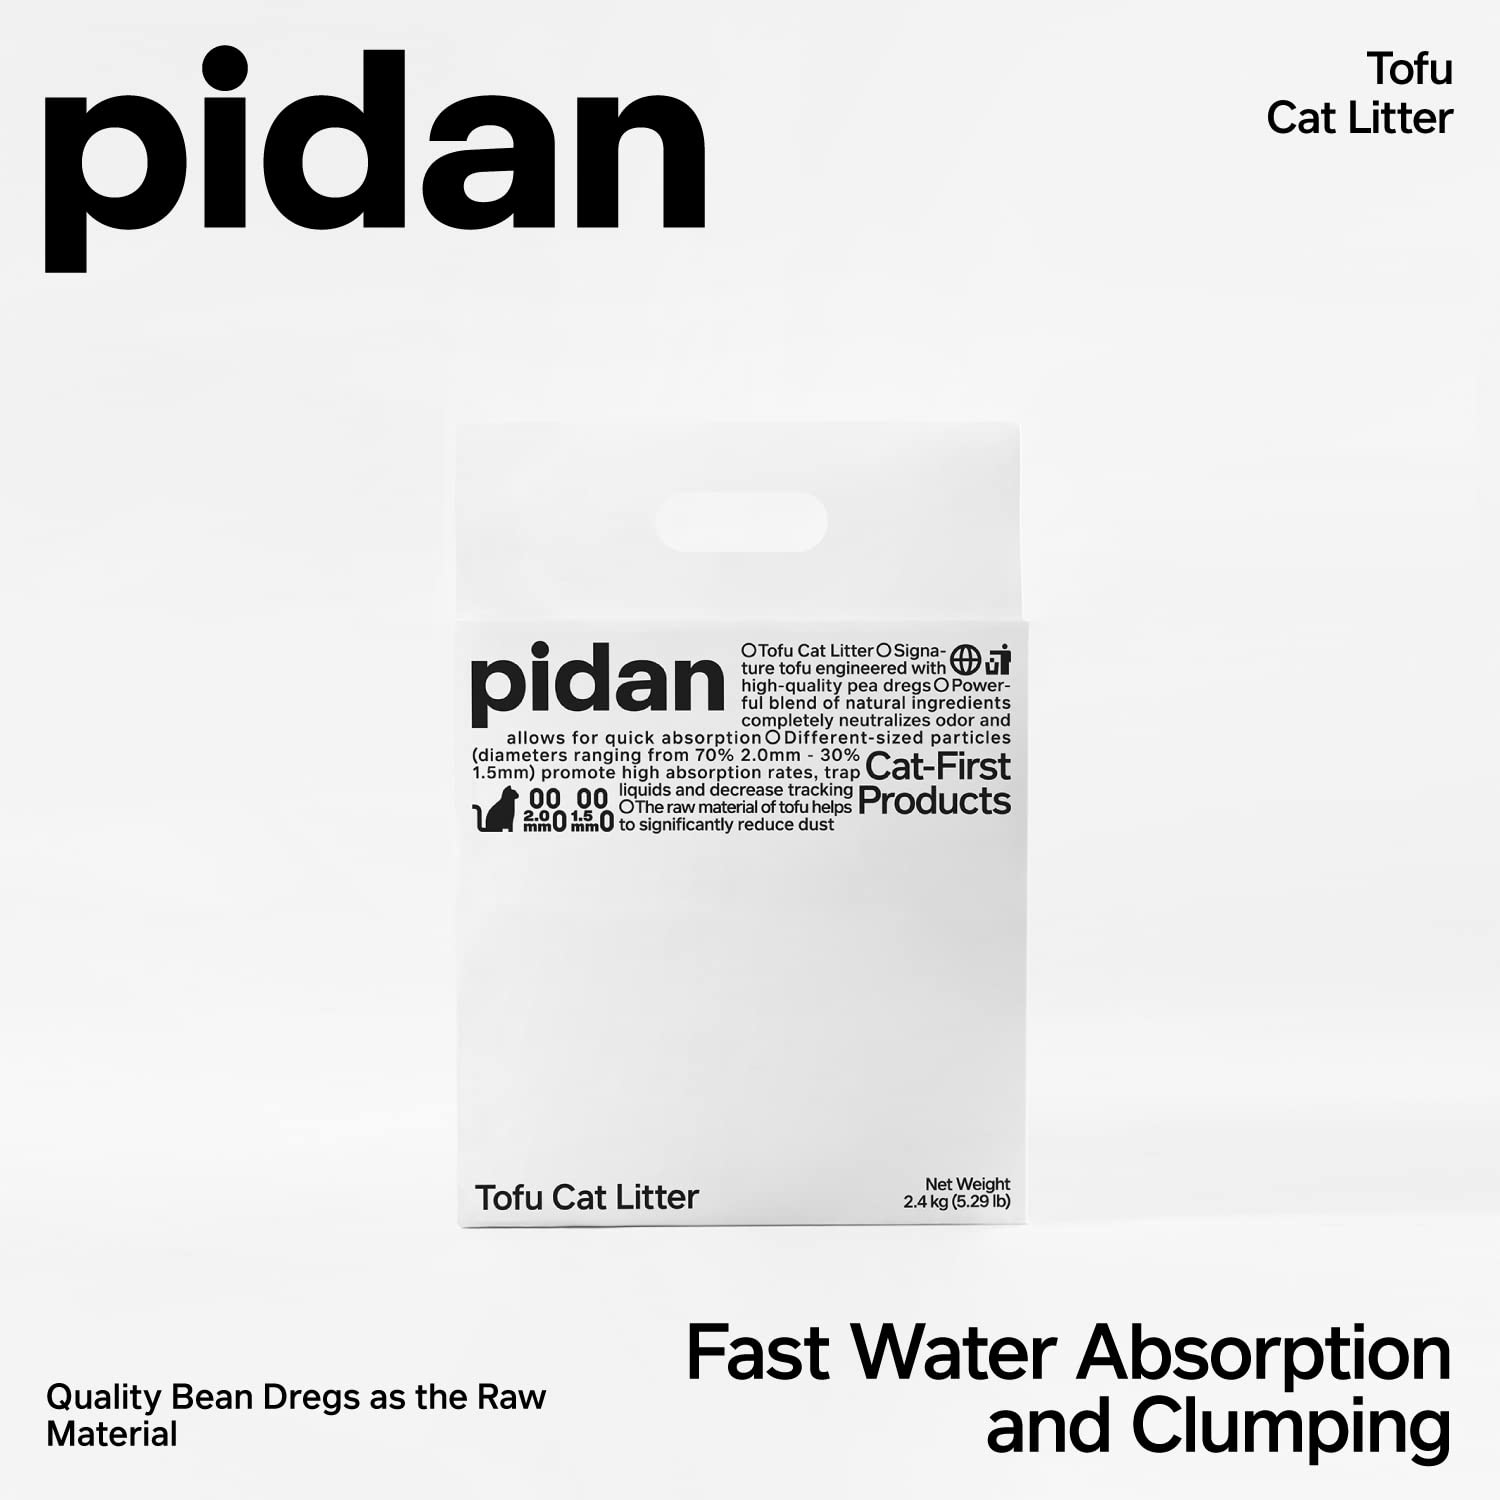 pidan
Tofu
Cat Litter
pidan
○Tofu Cat Litter○Signa-
ture tofu engineered with
high-quality pea dregs○Power-
ful blend of natural ingredients
completely neutralizes odor and
allows for quick absorption○Different-sized particles
(diameters ranging from 70% 2.0mm - 30%
1.5mm) promote high absorption rates, trap
liquids and decrease tracking
○The raw material of tofu helps
to significantly reduce dust
Cat-First
Products
00 00
2.0 1.5
mm0 mm0
Tofu Cat Litter
Net Weight
2.4 kg (5.29 lb)
Quality Bean Dregs as the Raw
Material
Fast Water Absorption
and Clumping